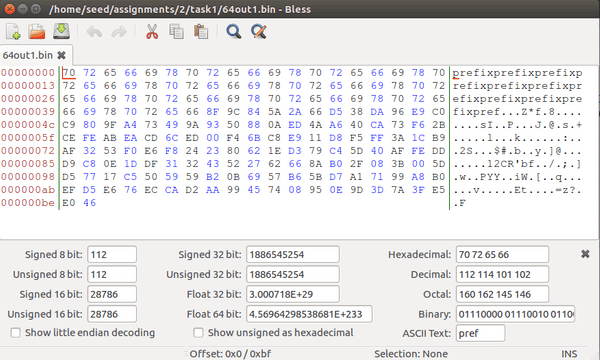 /home/seed/assignments/2/task1/64out1.bin - Bless
64out1.bin
00000000 70 72 65 66 69 78 70 72 65 66 69 78 70 72 65 66 69 78 70 prefixprefixprefixp
00000013 72 65 66 69 78 70 72 65 66 69 78 70 72 65 66 69 78 70 72 refixprefixprefixpr
00000026 65 66 69 78 70 72 65 66 69 78 70 72 65 66 69 78 70 72 65 efixprefixprefixpre
00000039 66 69 78 70 72 65 66 8F 9C 84 5A 2A 66 D5 38 DA 96 E9 C0 fixpref...Z*f.8....
0000004c C9 80 9F A4 73 49 9A 93 50 88 0A ED 4A A6 40 CA 73 F6 2B ....sI..P...J.@.s.+
0000005f CE FE AB EA CD 6C ED 00 F4 6B C8 E9 11 D8 F5 FF 3A 1C B9 .....l...k......:..
00000072 AF 32 53 F0 E6 F8 24 23 80 62 1E D3 79 C4 5D 40 AF FE DD .2S...$#.b..y.]@...
00000085 D9 C8 0E 1D DF 31 32 43 52 27 62 66 8A B0 2F 08 3B 00 5D .....12CR'bf../.;.]
00000098 D5 77 17 C5 50 59 59 B2 0B 69 57 B6 5B D7 A1 71 99 A8 B0 .w..PYY..iW.[..q...
000000ab EF D5 E6 76 EC CA D2 AA 99 45 74 08 95 0E 9D 3D 7A 3F E5 ...v.....Et....=z?.
000000be E0 46 .F
Signed 8 bit: 112 Signed 32 bit: 1886545254 Hexadecimal: 70 72 65 66
Unsigned 8 bit: 112 Unsigned 32 bit: 1886545254 Decimal: 112 114 101 102
Signed 16 bit: 28786 Float 32 bit: 3.000718E+29 Octal: 160 162 145 146
Unsigned 16 bit: 28786 Float 64 bit: 4.56964298538681E+233 Binary: 01110000 01110010 0110
Show little endian decoding Show unsigned as hexadecimal ASCII Text: pref
Offset: 0x0 / 0xbf Selection: None INS